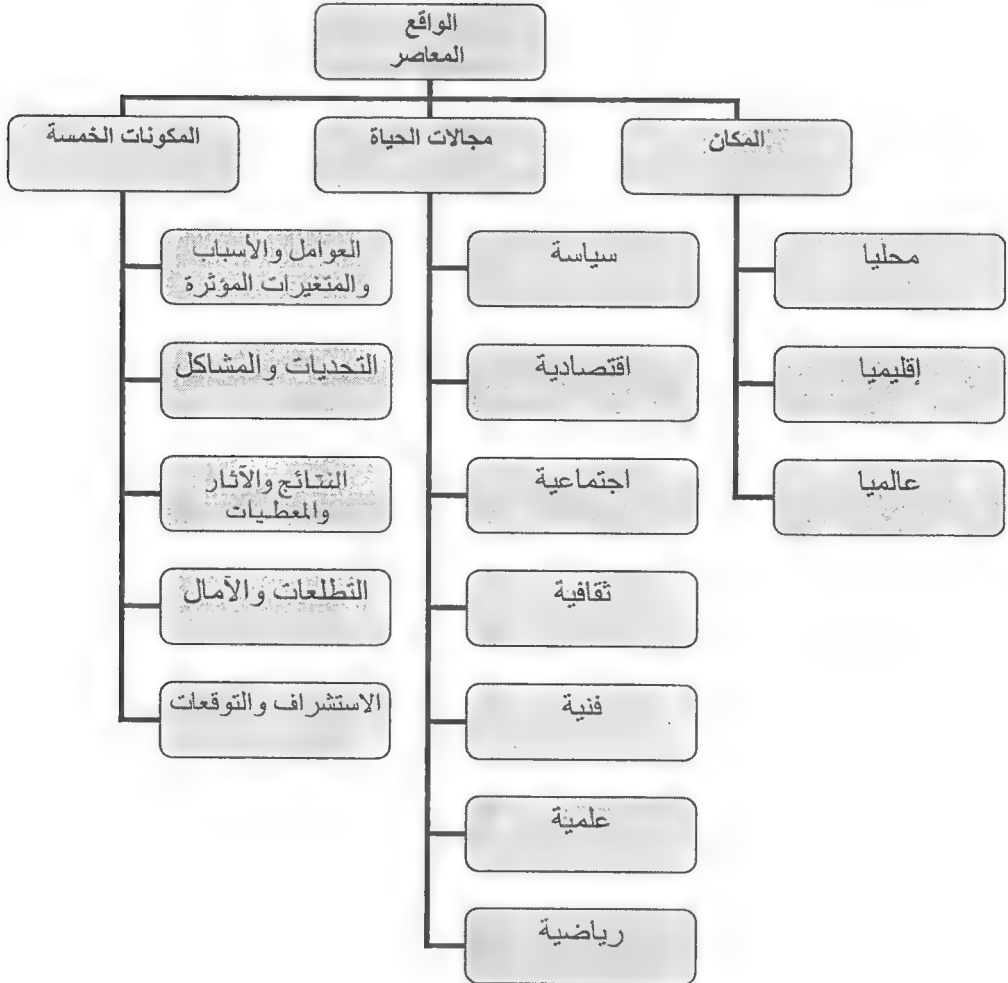 الواقع
المعاصر
المكان
محليا
إقليميا
عالميا
مجالات الحياة
سياسة
اقتصادية
اجتماعية
ثقافية
فنية
علمية
رياضية
المكونات الخمسة
العوامل والأسباب
والمتغيرات المؤثرة
التحديات والمشاكل
النتائج والآثار
والمعطيات
التطلعات والآمال
الاستشراف والتوقعات